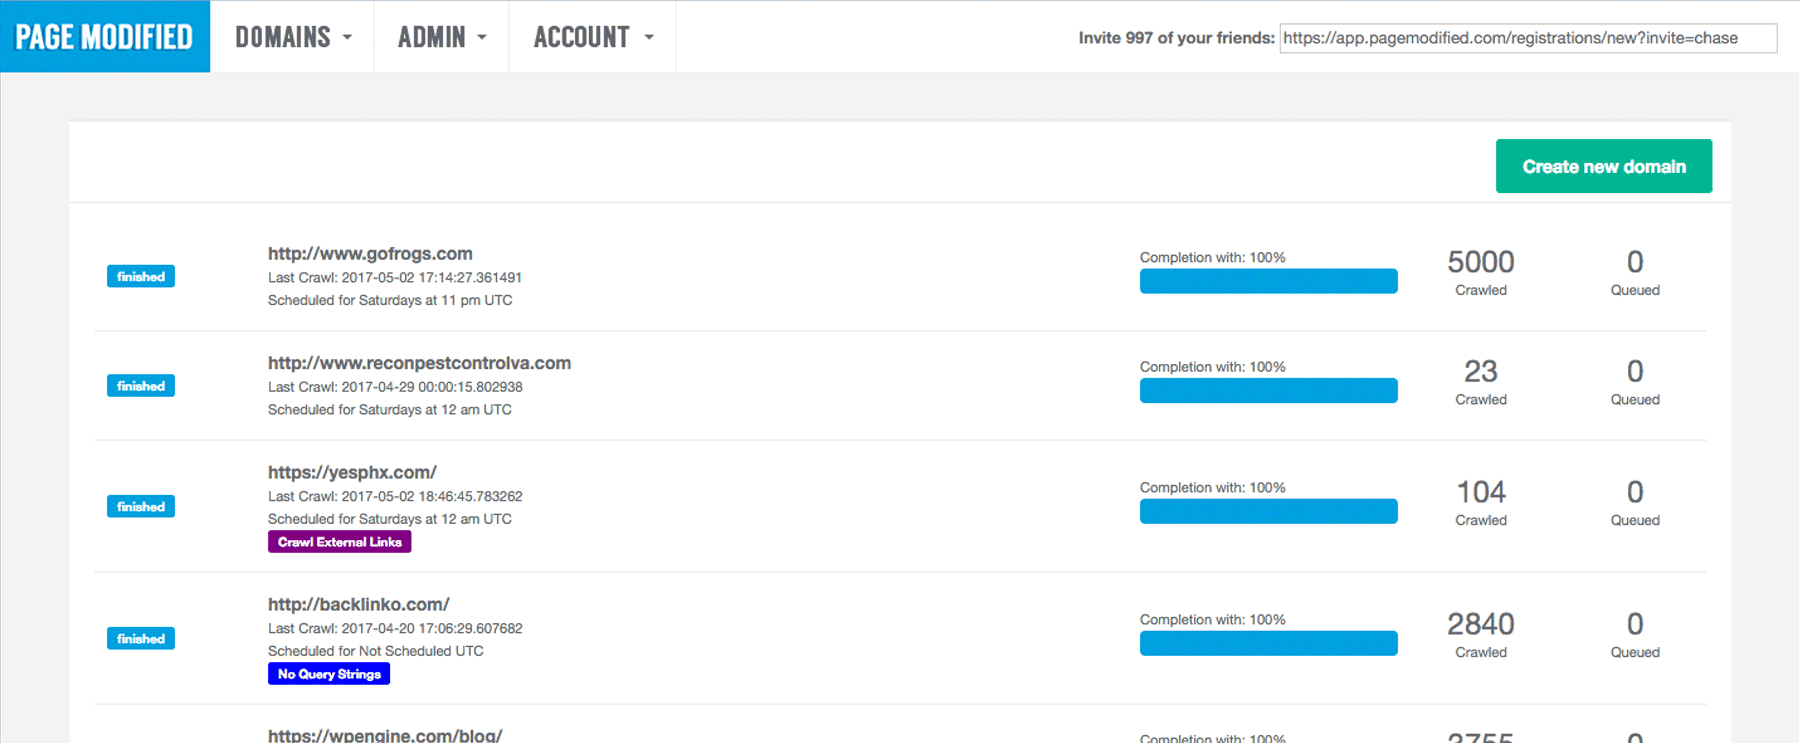 PAGE MODIFIED DOMAINS ADMIN ACCOUNT Invite 997 of your friends: https://app.pagemodified.com/registrations/new?invite=chase
Create new domain
finished
http://www.gofrogs.com
Last Crawl: 2017-05-02 17:14:27.361491
Scheduled for Saturdays at 11 pm UTC
Completion with: 100%
5000
Crawled
0
Queued
finished
http://www.reconpestcontrolva.com
Last Crawl: 2017-04-29 00:00:15.802938
Scheduled for Saturdays at 12 am UTC
Completion with: 100%
23
Crawled
0
Queued
finished
https://yesphx.com/
Last Crawl: 2017-05-02 18:46:45.783262
Scheduled for Saturdays at 12 am UTC
Crawl External Links
Completion with: 100%
104
Crawled
0
Queued
finished
http://backlinko.com/
Last Crawl: 2017-04-20 17:06:29.607682
Scheduled for Not Scheduled UTC
No Query Strings
Completion with: 100%
2840
Crawled
0
Queued
https://wpengine.com/blog/
Completion with: 100%
3755
0